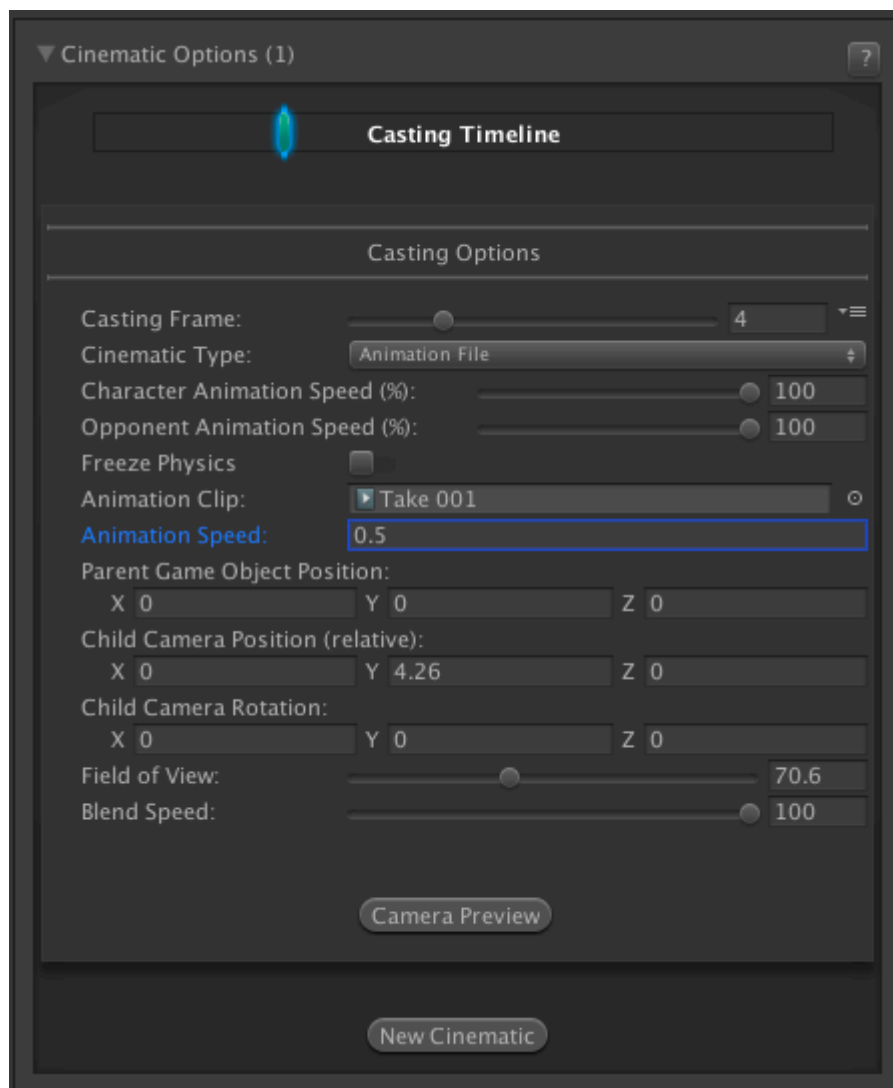 Cinematic Options (1) ?
Casting Timeline
Casting Options
Casting Frame: 4
Cinematic Type: Animation File
Character Animation Speed (%): 100
Opponent Animation Speed (%): 100
Freeze Physics
Animation Clip: Take 001
Animation Speed: 0.5
Parent Game Object Position:
X 0 Y 0 Z 0
Child Camera Position (relative):
X 0 Y 4.26 Z 0
Child Camera Rotation:
X 0 Y 0 Z 0
Field of View: 70.6
Blend Speed: 100
Camera Preview
New Cinematic